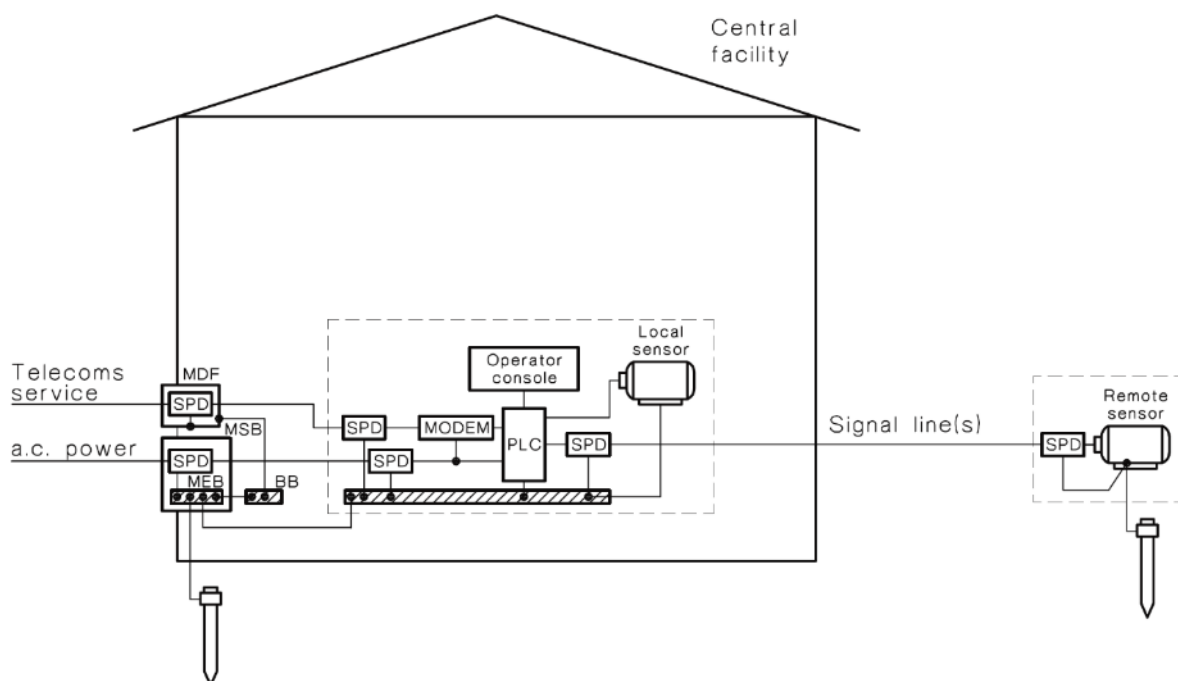 Central
facility
Telecoms
service
MDF
SPD
MSB
a.c. power
SPD
MEB
BB
Operator
console
Local
sensor
SPD
MODEM
PLC
SPD
SPD
Signal line(s)
Remote
sensor
SPD